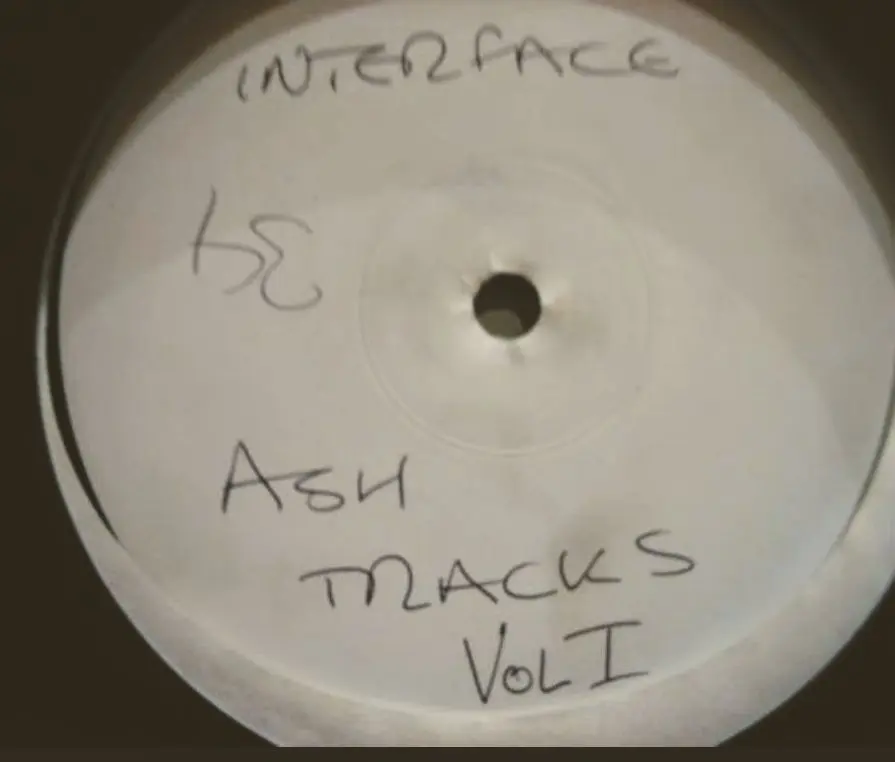 INTERFACE
ASH
TRACKS
VOL I